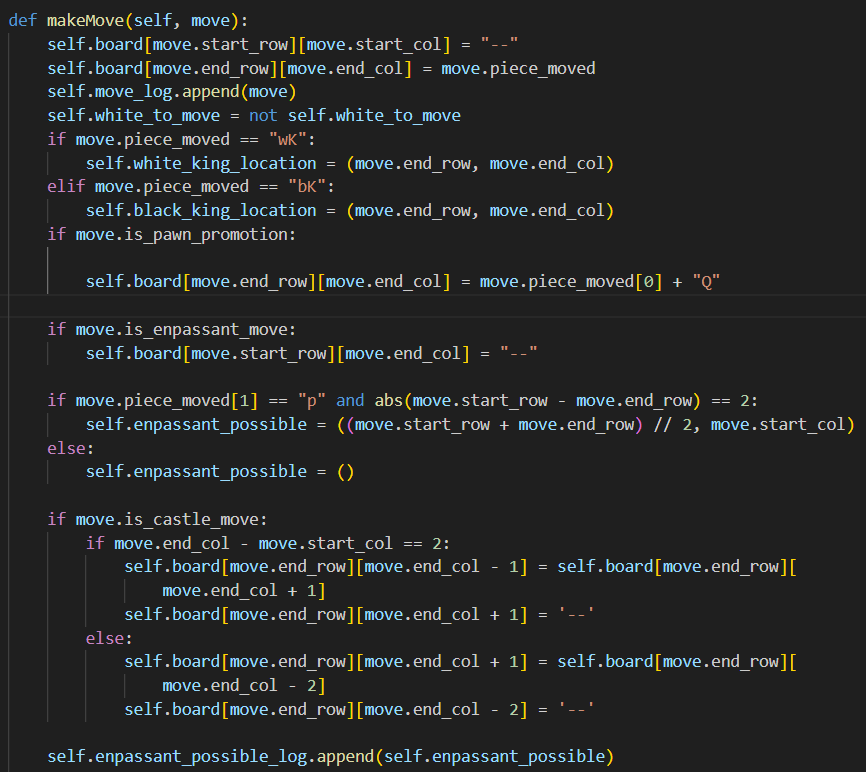 def makeMove(self, move):
    self.board[move.start_row][move.start_col] = "--"
    self.board[move.end_row][move.end_col] = move.piece_moved
    self.move_log.append(move)
    self.white_to_move = not self.white_to_move
    if move.piece_moved == "wK":
        self.white_king_location = (move.end_row, move.end_col)
    elif move.piece_moved == "bK":
        self.black_king_location = (move.end_row, move.end_col)
    if move.is_pawn_promotion:

        self.board[move.end_row][move.end_col] = move.piece_moved[0] + "Q"

    if move.is_enpassant_move:
        self.board[move.start_row][move.end_col] = "--"

    if move.piece_moved[1] == "p" and abs(move.start_row - move.end_row) == 2:
        self.enpassant_possible = ((move.start_row + move.end_row) // 2, move.start_col)
    else:
        self.enpassant_possible = ()

    if move.is_castle_move:
        if move.end_col - move.start_col == 2:
            self.board[move.end_row][move.end_col - 1] = self.board[move.end_row][
                move.end_col + 1]
            self.board[move.end_row][move.end_col + 1] = '--'
        else:
            self.board[move.end_row][move.end_col + 1] = self.board[move.end_row][
                move.end_col - 2]
            self.board[move.end_row][move.end_col - 2] = '--'

    self.enpassant_possible_log.append(self.enpassant_possible)